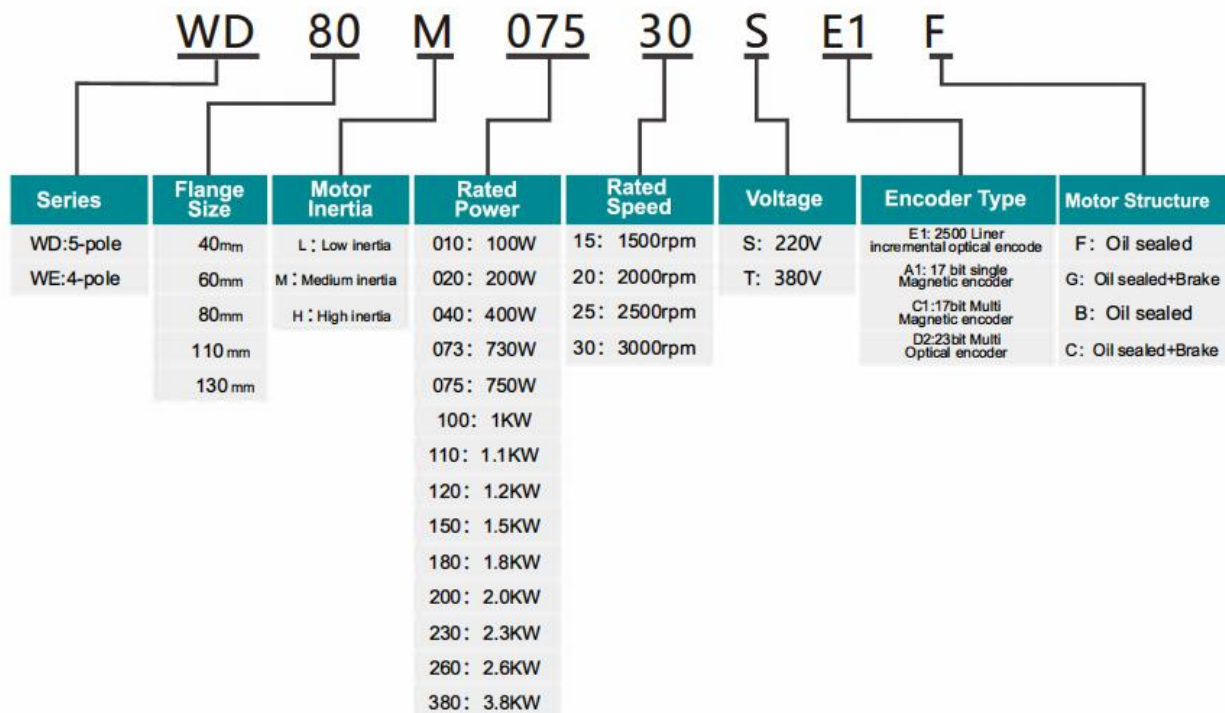 WD 80 M 075 30 S E1 F
Series
WD:5-pole
WE:4-pole
Flange
Size
40mm
60mm
80mm
110mm
130mm
Motor
Inertia
L：Low inertia
M：Medium inertia
H：High inertia
Rated
Power
010：100W
020：200W
040：400W
073：730W
075：750W
100：1KW
110：1.1KW
120：1.2KW
150：1.5KW
180：1.8KW
200：2.0KW
230：2.3KW
260：2.6KW
380：3.8KW
Rated
Speed
15：1500rpm
20：2000rpm
25：2500rpm
30：3000rpm
Voltage
S：220V
T：380V
Encoder Type
E1: 2500 Liner
incremental optical encode
A1: 17 bit single
Magnetic encoder
C1:17bit Multi
Magnetic encoder
D2:23bit Multi
Optical encoder
Motor Structure
F：Oil sealed
G：Oil sealed+Brake
B：Oil sealed
C：Oil sealed+Brake